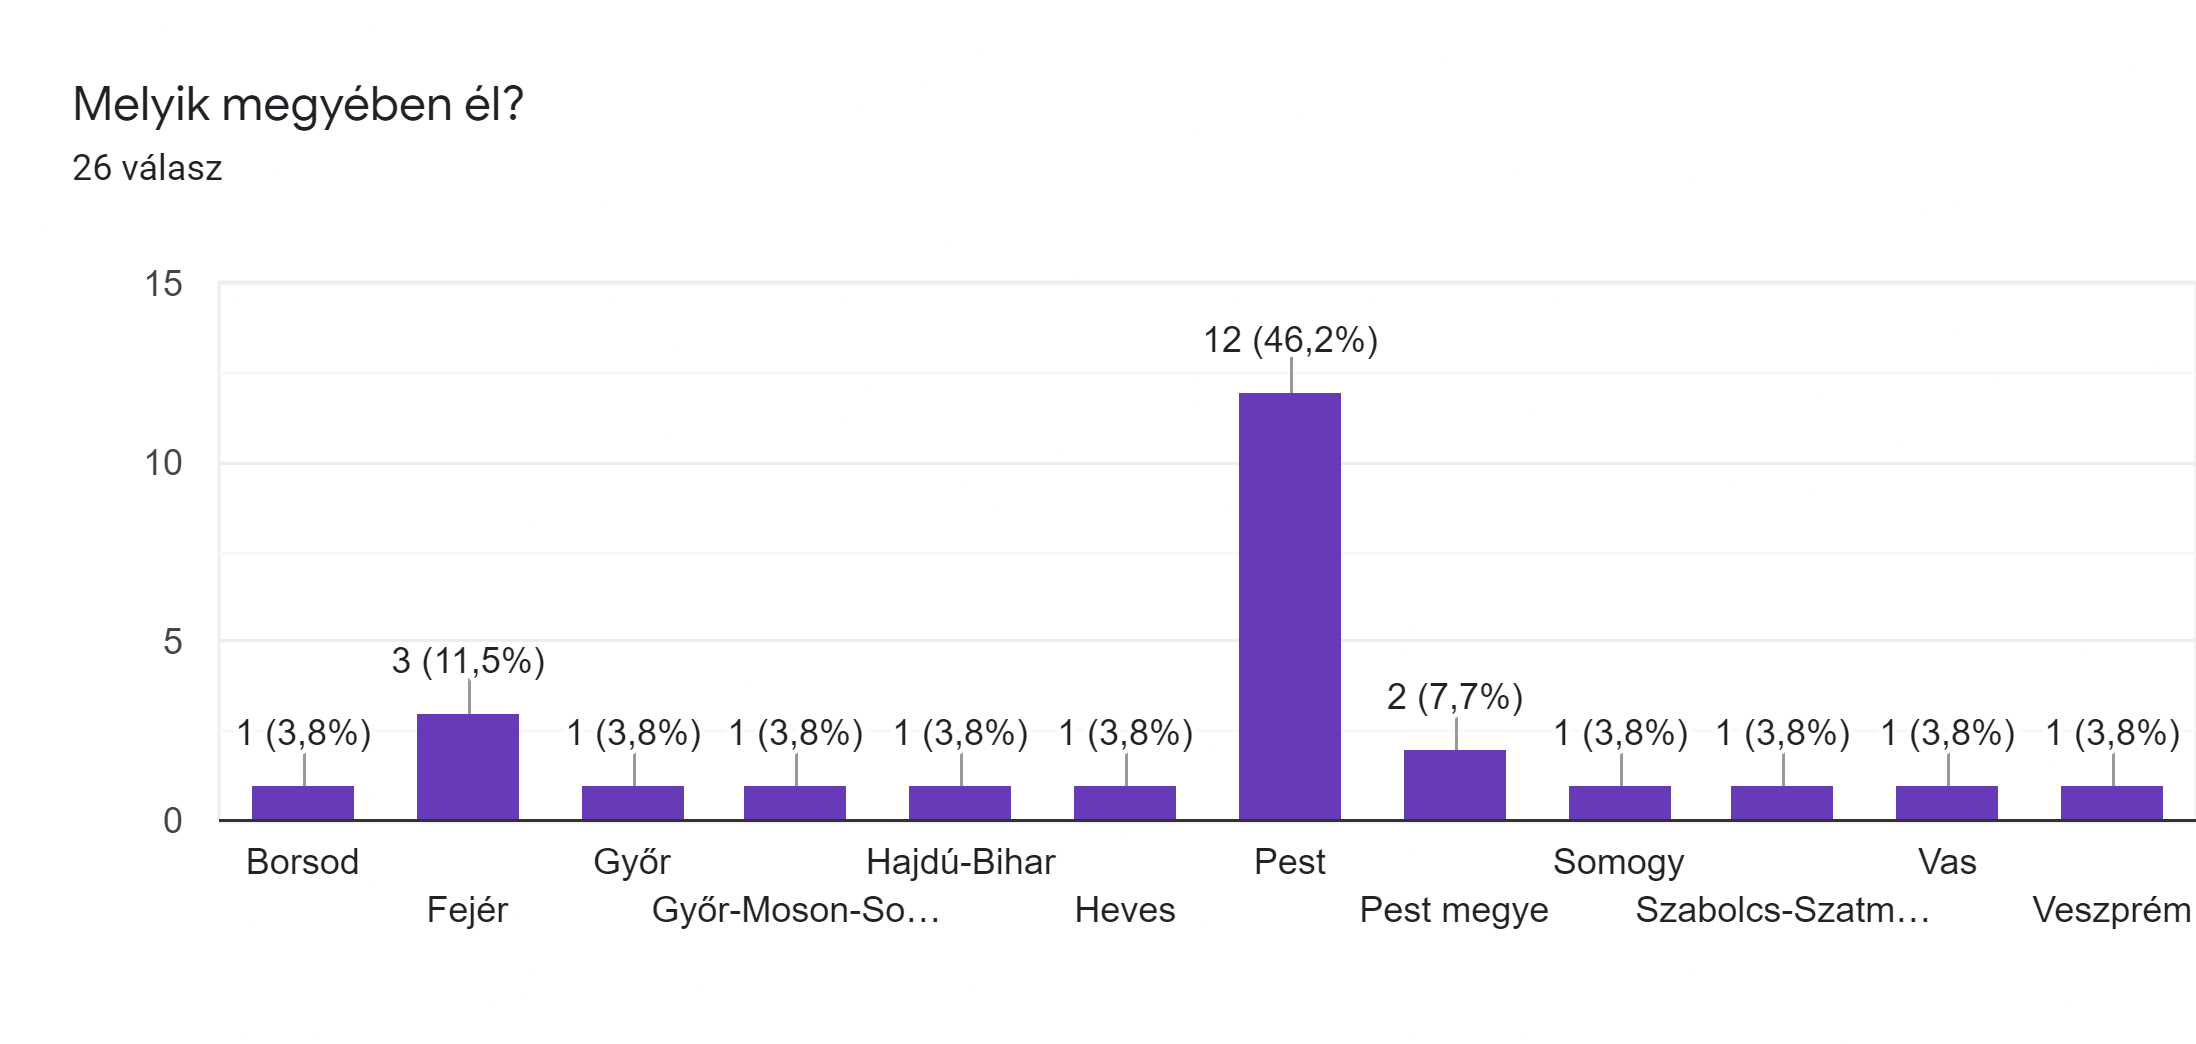 Melyik megyében él?
26 válasz
15
12 (46,2%)
10
5
3 (11,5%)
2 (7,7%)
1 (3,8%) 1 (3,8%) 1 (3,8%) 1 (3,8%) 1 (3,8%) 1 (3,8%) 1 (3,8%) 1 (3,8%) 1 (3,8%)
0
Borsod Győr Hajdú-Bihar Pest Somogy Vas
Fejér Győr-Moson-So… Heves Pest megye Szabolcs-Szatm… Veszprém